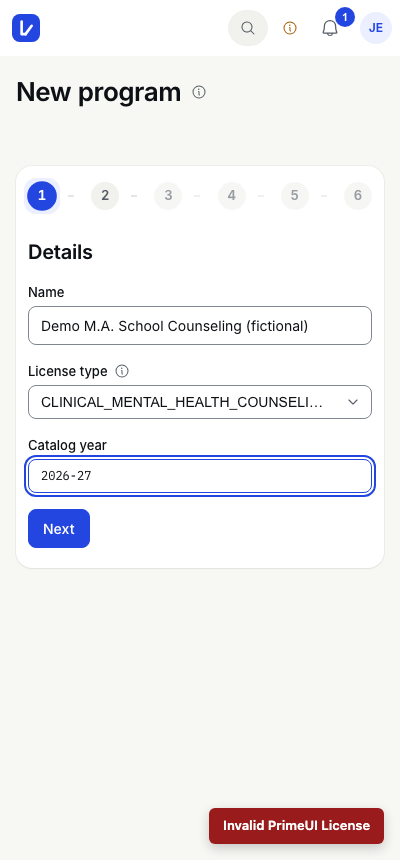 1
JE
New program
1 - 2 - 3 - 4 - 5 - 6
Details
Name
Demo M.A. School Counseling (fictional)
License type
CLINICAL_MENTAL_HEALTH_COUNSELI...
Catalog year
2026-27
Next
Invalid PrimeUI License